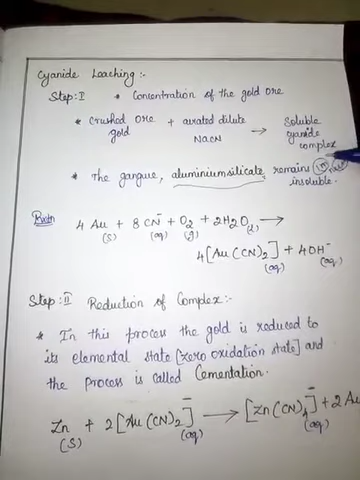 Cyanide Leaching :-
Step: I * Concentration of the gold ore
* Crushed Ore + aerated dilute → Soluble
gold NaCN cyanide
complex
* The gangue, aluminium silicate remains
insoluble.
Rxn 4 Au + 8 CN⁻ + O2 + 2H2O →
(s) (aq) (g) (l)
4[Au(CN)2]⁻ + 4OH⁻
(aq) (aq)
Step: II Reduction of Complex :-
* In this process the gold is reduced to
its elemental state [zero oxidation state] and
the process is called Cementation.
Zn + 2[Au(CN)2]⁻ → [Zn(CN)4]⁻ + 2 Au
(s) (aq) (aq)